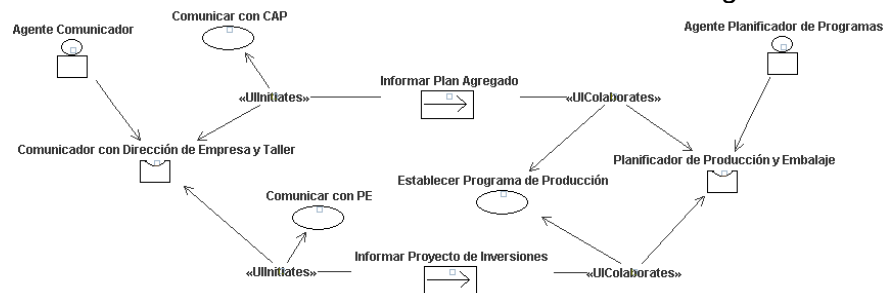 Comunicar con CAP
Agente Comunicador
Agente Planificador de Programas
Informar Plan Agregado
«UIInitiates»
«UIColaborates»
Comunicador con Dirección de Empresa y Taller
Planificador de Producción y Embalaje
Establecer Programa de Producción
Comunicar con PE
Informar Proyecto de Inversiones
«UIInitiates»
«UIColaborates»